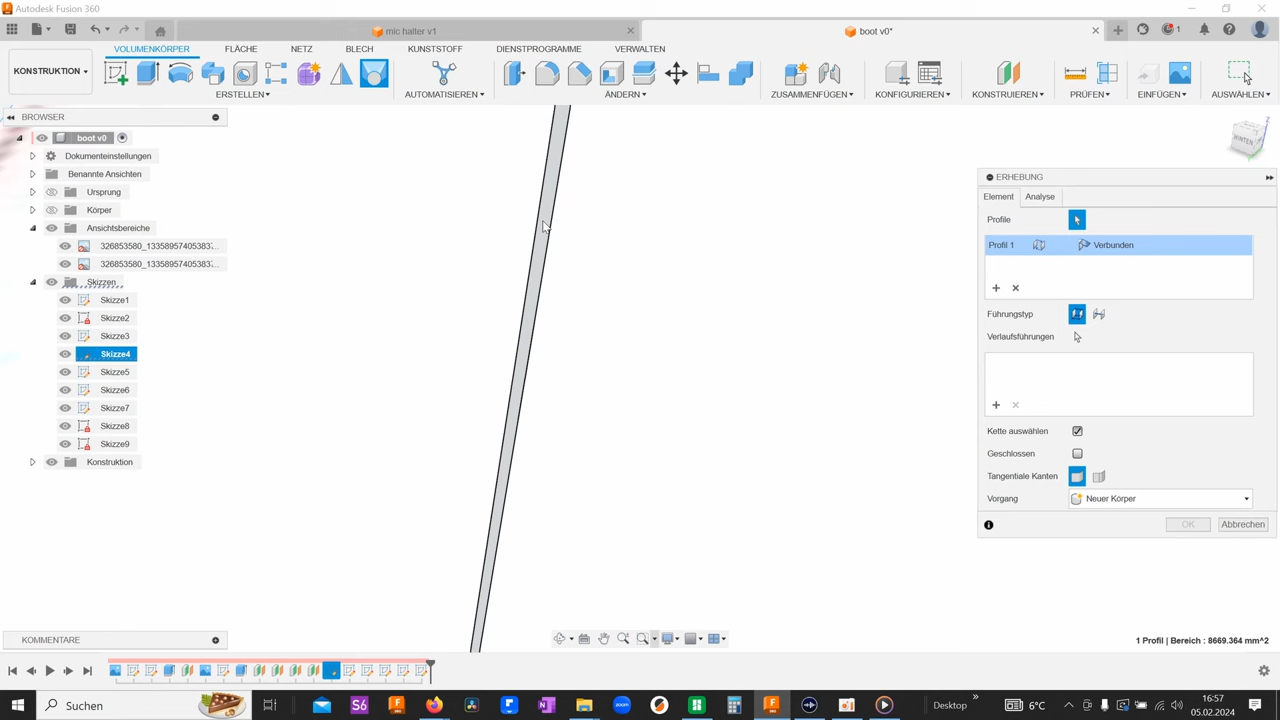 Autodesk Fusion 360
mic halter v1
boot v0*
1
VOLUMENKÖRPER FLÄCHE NETZ BLECH KUNSTSTOFF DIENSTPROGRAMME VERWALTEN
KONSTRUKTION
ERSTELLEN AUTOMATISIEREN ÄNDERN ZUSAMMENFÜGEN KONFIGURIEREN KONSTRUIEREN PRÜFEN EINFÜGEN AUSWÄHLEN
BROWSER
boot v0
Dokumenteinstellungen
Benannte Ansichten
Ursprung
Körper
Ansichtsbereiche
326853580_133589574053837...
326853580_133589574053837...
Skizzen
Skizze1
Skizze2
Skizze3
Skizze4
Skizze5
Skizze6
Skizze7
Skizze8
Skizze9
Konstruktion
Z
HINTEN
ERHEBUNG
Element Analyse
Profile
Profil 1 Verbunden
Führungstyp
Verlaufsführungen
Kette auswählen
Geschlossen
Tangentiale Kanten
Vorgang Neuer Körper
OK Abbrechen
KOMMENTARE
1 Profil | Bereich : 8669.364 mm^2
Suchen
Desktop
6°C
16:57
05.02.2024